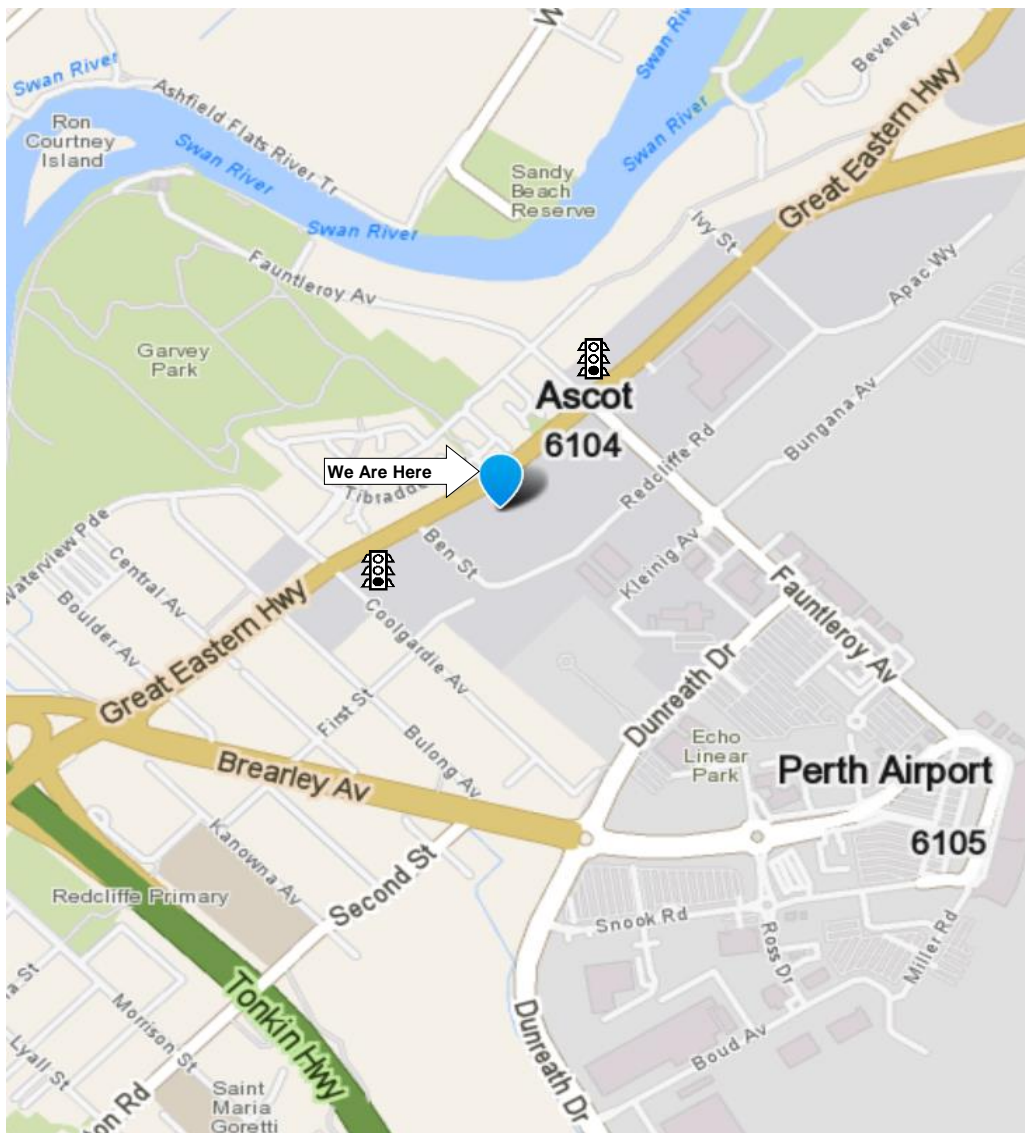 Swan River
Swan River
Beverley
Ashfield Flats River Tr
Ron
Courtney
Island
Swan River
Swan River
Great Eastern Hwy
Sandy
Beach
Reserve
Swan River
Ivy St
Fauntleroy Av
Apac Wy
Garvey
Park
Ascot
6104
Bungana Av
We Are Here
Redcliffe Rd
Waterview Pde
Ben St
Central Av
Kleinig Av
Fauntleroy Av
Boulder Av
Coolgardie Av
Great Eastern Hwy
Dunreath Dr
First St
Bulong Av
Echo
Linear
Park
Brearley Av
Perth Airport
6105
Kanowna Av
Redcliffe Primary
Second St
Snook Rd
Ross Dr
Miller Rd
Tonkin Hwy
Morrison St
Dunreath Dr
Boud Av
Lyall St
Saint
Maria
Goretti